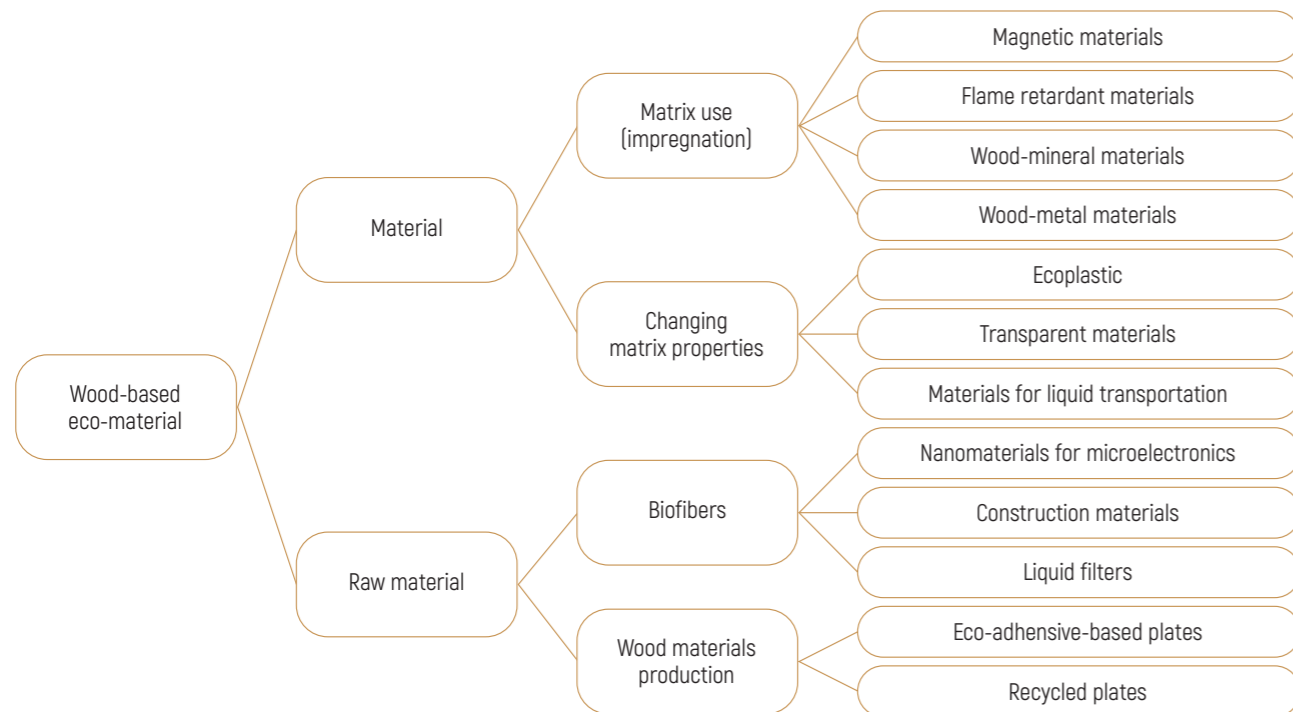 Wood-based
eco-material
Material
Raw material
Matrix use
(impregnation)
Changing
matrix properties
Biofibers
Wood materials
production
Magnetic materials
Flame retardant materials
Wood-mineral materials
Wood-metal materials
Ecoplastic
Transparent materials
Materials for liquid transportation
Nanomaterials for microelectronics
Construction materials
Liquid filters
Eco-adhensive-based plates
Recycled plates